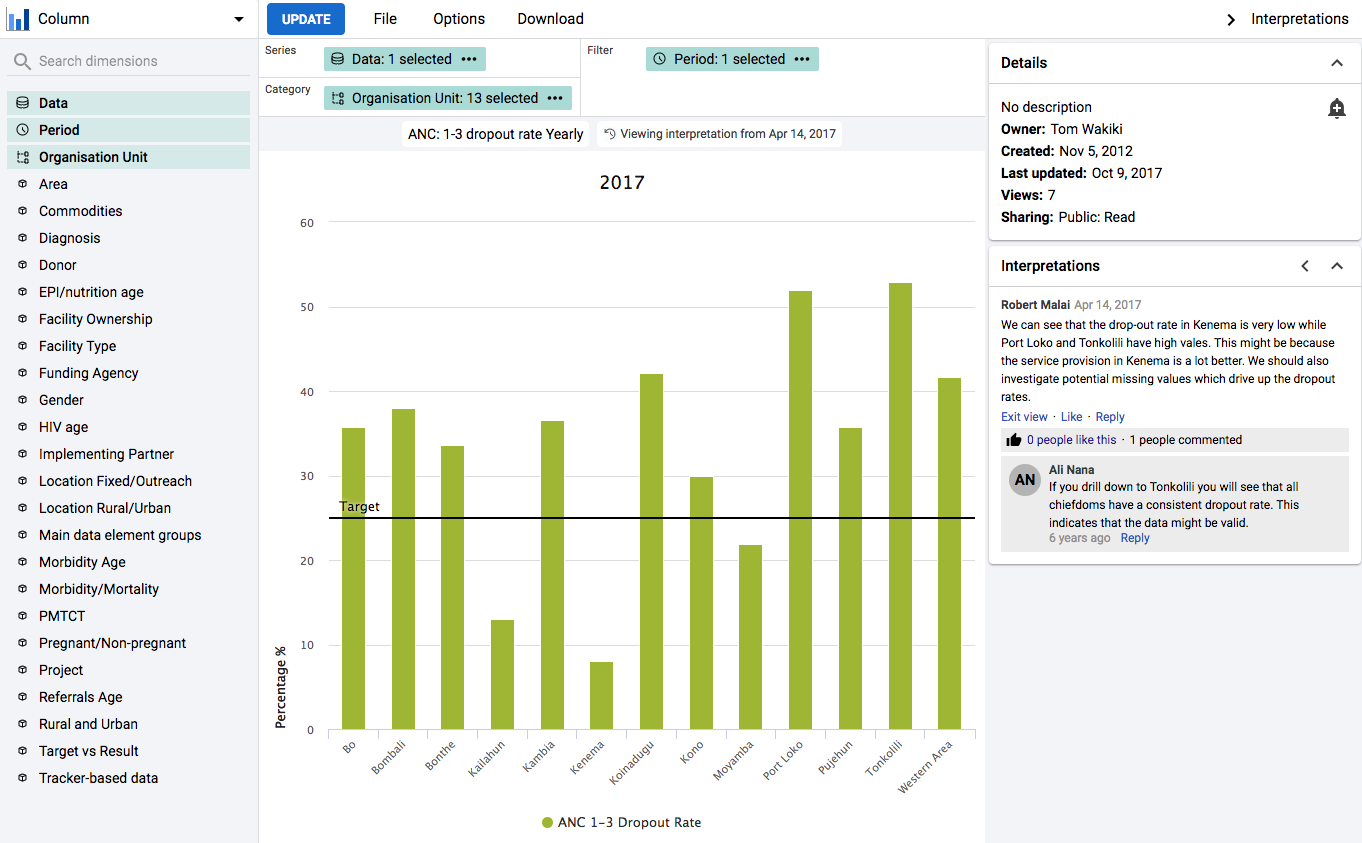 Column
UPDATE
File
Options
Download
Interpretations
Search dimensions
Data
Period
Organisation Unit
Area
Commodities
Diagnosis
Donor
EPI/nutrition age
Facility Ownership
Facility Type
Funding Agency
Gender
HIV age
Implementing Partner
Location Fixed/Outreach
Location Rural/Urban
Main data element groups
Morbidity Age
Morbidity/Mortality
PMTCT
Pregnant/Non-pregnant
Project
Referrals Age
Rural and Urban
Target vs Result
Tracker-based data
Series
Data: 1 selected
Filter
Period: 1 selected
Category
Organisation Unit: 13 selected
ANC: 1-3 dropout rate Yearly
Viewing interpretation from Apr 14, 2017
2017
60
50
40
30
20
10
0
Percentage %
Target
Bo
Bombali
Bonthe
Kailahun
Kambia
Kenema
Koinadugu
Kono
Moyamba
Port Loko
Pujehun
Tonkolili
Western Area
ANC 1-3 Dropout Rate
Details
No description
Owner: Tom Wakiki
Created: Nov 5, 2012
Last updated: Oct 9, 2017
Views: 7
Sharing: Public: Read
Interpretations
Robert Malai Apr 14, 2017
We can see that the drop-out rate in Kenema is very low while
Port Loko and Tonkolili have high vales. This might be because
the service provision in Kenema is a lot better. We should also
investigate potential missing values which drive up the dropout
rates.
Exit view · Like · Reply
0 people like this · 1 people commented
AN
Ali Nana
If you drill down to Tonkolili you will see that all
chiefdoms have a consistent dropout rate. This
indicates that the data might be valid.
6 years ago Reply